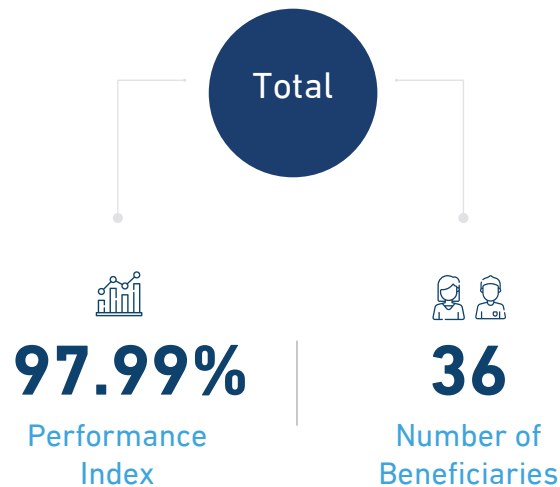 Total
97.99%
Performance
Index
36
Number of
Beneficiaries